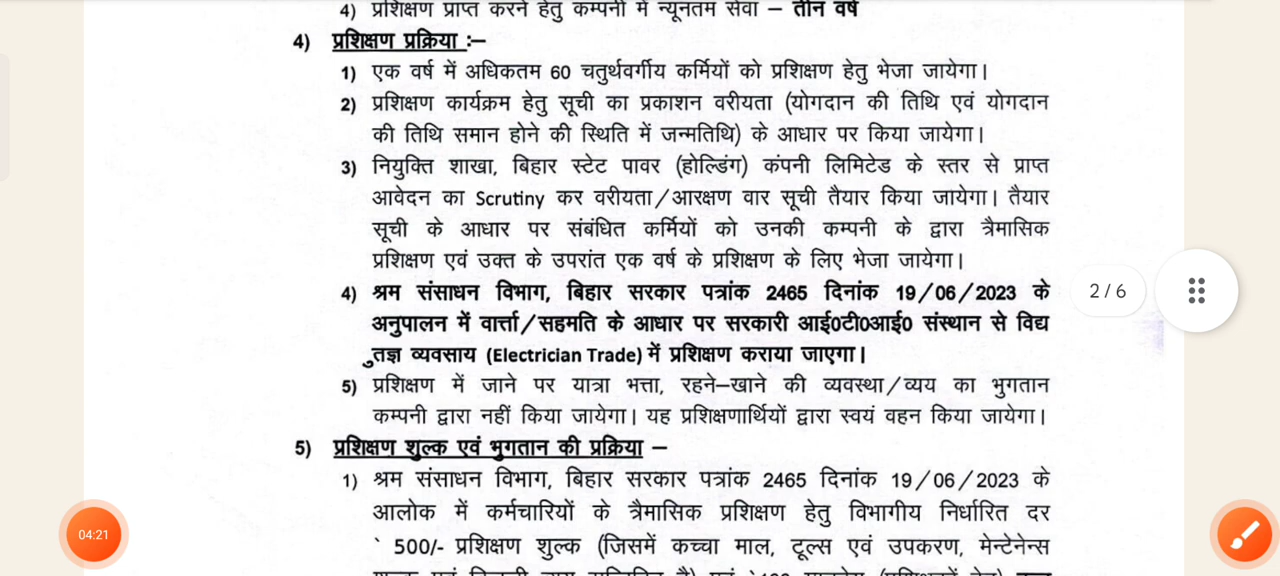 4) प्रशिक्षण प्राप्त करने हेतु कम्पनी में न्यूनतम सेवा – तीन वर्ष
4) प्रशिक्षण प्रक्रिया :–
1) एक वर्ष में अधिकतम 60 चतुर्थवर्गीय कर्मियों को प्रशिक्षण हेतु भेजा जायेगा।
2) प्रशिक्षण कार्यक्रम हेतु सूची का प्रकाशन वरीयता (योगदान की तिथि एवं योगदान
की तिथि समान होने की स्थिति में जन्मतिथि) के आधार पर किया जायेगा।
3) नियुक्ति शाखा, बिहार स्टेट पावर (होल्डिंग) कंपनी लिमिटेड के स्तर से प्राप्त
आवेदन का Scrutiny कर वरीयता/आरक्षण वार सूची तैयार किया जायेगा। तैयार
सूची के आधार पर संबंधित कर्मियों को उनकी कम्पनी के द्वारा त्रैमासिक
प्रशिक्षण एवं उक्त के उपरांत एक वर्ष के प्रशिक्षण के लिए भेजा जायेगा।
4) श्रम संसाधन विभाग, बिहार सरकार पत्रांक 2465 दिनांक 19/06/2023 के
2/6
अनुपालन में वार्त्ता/सहमति के आधार पर सरकारी आई0टी0आई0 संस्थान से विद्य
ुतज्ञ व्यवसाय (Electrician Trade) में प्रशिक्षण कराया जाएगा।
5) प्रशिक्षण में जाने पर यात्रा भत्ता, रहने–खाने की व्यवस्था/व्यय का भुगतान
कम्पनी द्वारा नहीं किया जायेगा। यह प्रशिक्षणार्थियों द्वारा स्वयं वहन किया जायेगा।
5) प्रशिक्षण शुल्क एवं भुगतान की प्रक्रिया –
1) श्रम संसाधन विभाग, बिहार सरकार पत्रांक 2465 दिनांक 19/06/2023 के
आलोक में कर्मचारियों के त्रैमासिक प्रशिक्षण हेतु विभागीय निर्धारित दर
04:21
` 500/- प्रशिक्षण शुल्क (जिसमें कच्चा माल, टूल्स एवं उपकरण, मेन्टेनेन्स